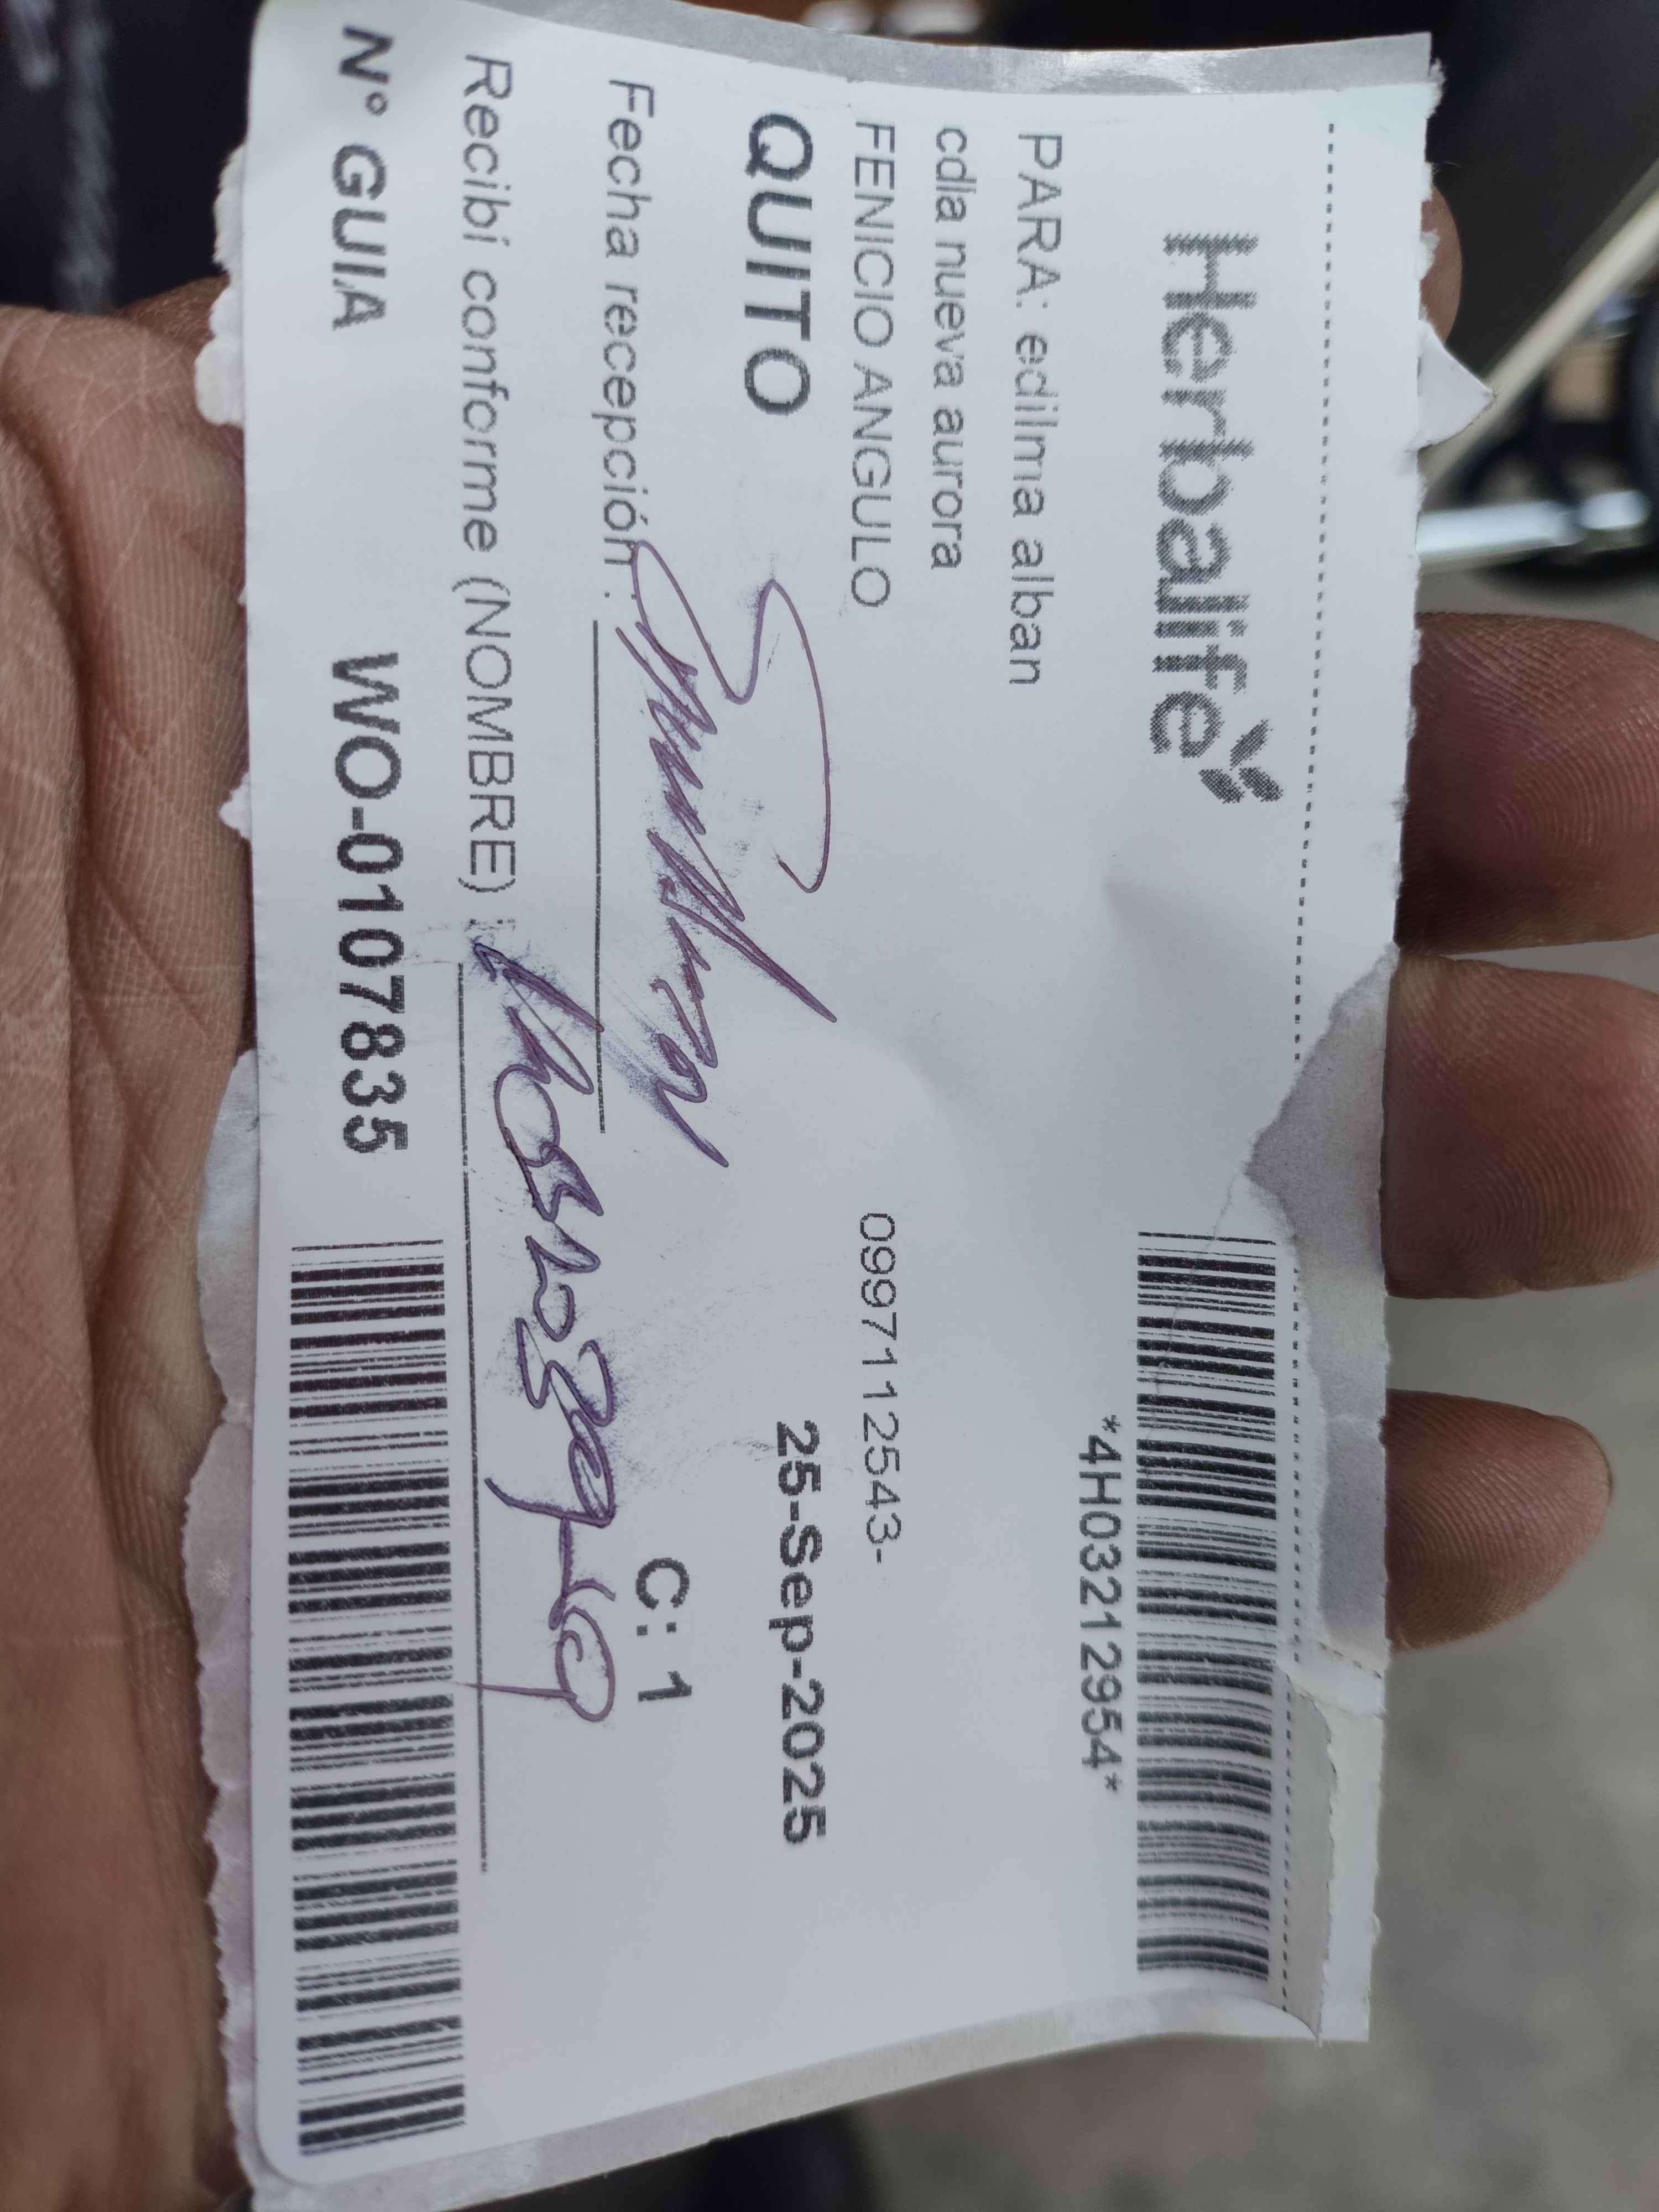 Herbalife
*4H03212954*
PARA: edilma alban
cdla nueva aurora
FENICIO ANGULO 0997112543-
QUITO 25-Sep-2025
Fecha recepción :
C: 1
Recibí conforme (NOMBRE) :
N° GUIA WO-0107835